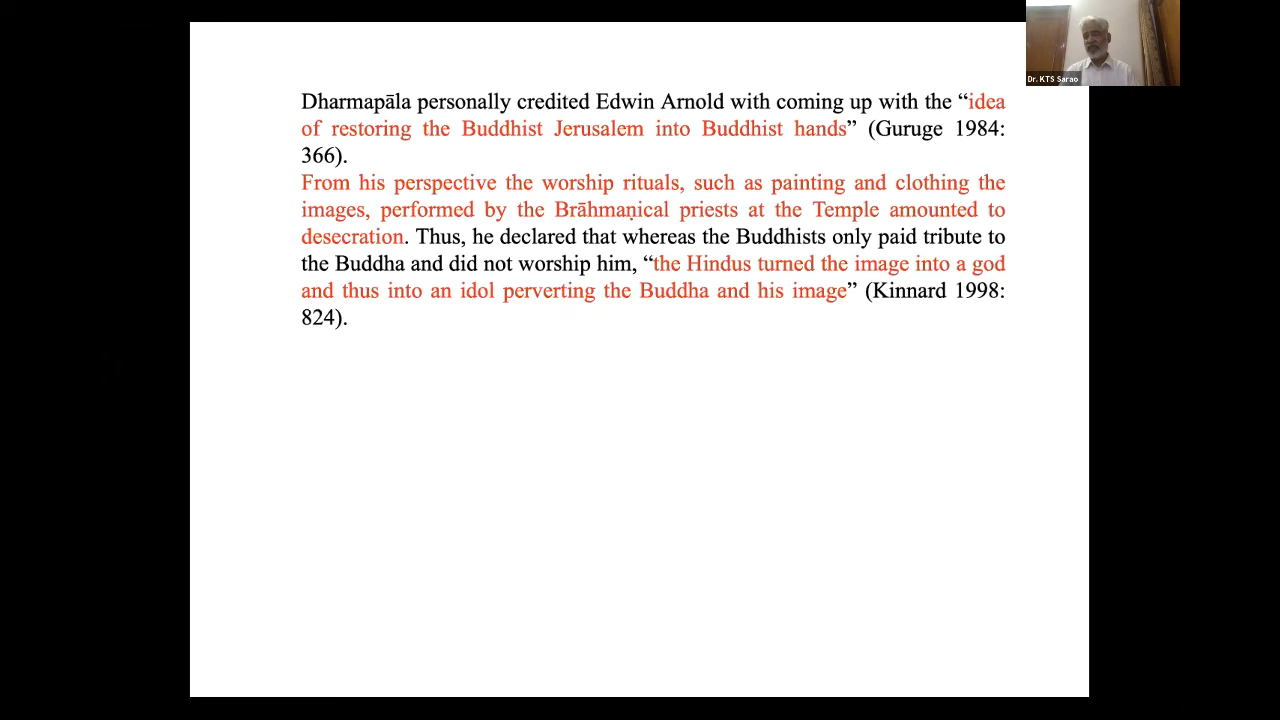 Dr. KTS Sarao
Dharmapāla personally credited Edwin Arnold with coming up with the “idea
of restoring the Buddhist Jerusalem into Buddhist hands” (Guruge 1984:
366).
From his perspective the worship rituals, such as painting and clothing the
images, performed by the Brāhmaṇical priests at the Temple amounted to
desecration. Thus, he declared that whereas the Buddhists only paid tribute to
the Buddha and did not worship him, “the Hindus turned the image into a god
and thus into an idol perverting the Buddha and his image” (Kinnard 1998:
824).